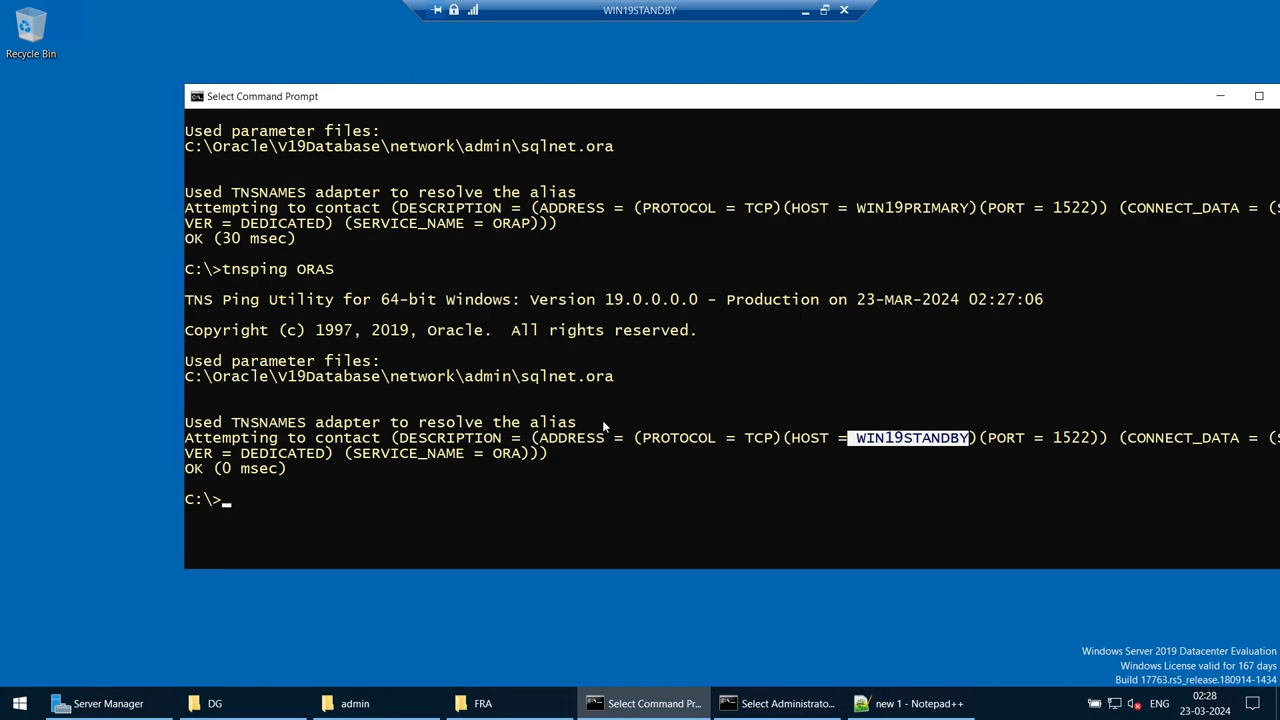 WIN19STANDBY
Recycle Bin
Select Command Prompt
Used parameter files:
C:\Oracle\V19Database\network\admin\sqlnet.ora
Used TNSNAMES adapter to resolve the alias
Attempting to contact (DESCRIPTION = (ADDRESS = (PROTOCOL = TCP)(HOST = WIN19PRIMARY)(PORT = 1522)) (CONNECT_DATA = (S
VER = DEDICATED) (SERVICE_NAME = ORAP)))
OK (30 msec)
C:\>tnsping ORAS
TNS Ping Utility for 64-bit Windows: Version 19.0.0.0.0 - Production on 23-MAR-2024 02:27:06
Copyright (c) 1997, 2019, Oracle.  All rights reserved.
Used parameter files:
C:\Oracle\V19Database\network\admin\sqlnet.ora
Used TNSNAMES adapter to resolve the alias
Attempting to contact (DESCRIPTION = (ADDRESS = (PROTOCOL = TCP)(HOST = WIN19STANDBY)(PORT = 1522)) (CONNECT_DATA = (S
VER = DEDICATED) (SERVICE_NAME = ORA)))
OK (0 msec)
C:\>
Windows Server 2019 Datacenter Evaluation
Windows License valid for 167 days
Build 17763.rs5_release.180914-1434
Server Manager
DG
admin
FRA
Select Command Pr...
Select Administrato...
new 1 - Notepad++
ENG
02:28
23-03-2024